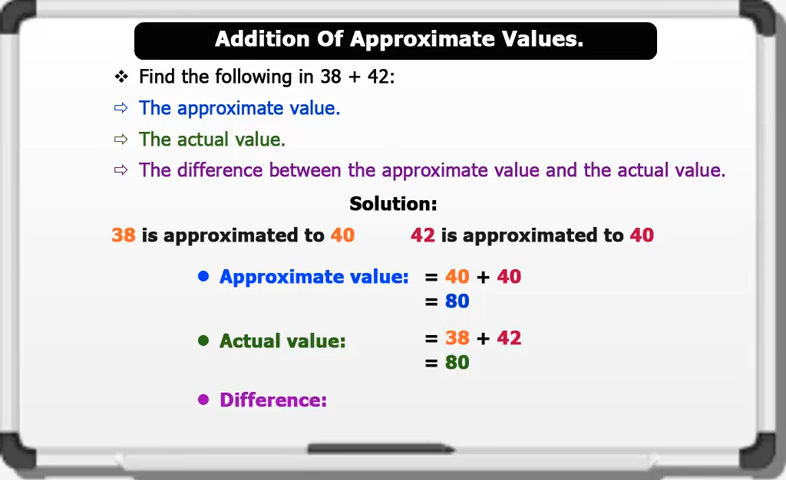 Addition Of Approximate Values.
❖ Find the following in 38 + 42:
⇨ The approximate value.
⇨ The actual value.
⇨ The difference between the approximate value and the actual value.
Solution:
38 is approximated to 40 42 is approximated to 40
● Approximate value: = 40 + 40
= 80
● Actual value: = 38 + 42
= 80
● Difference: